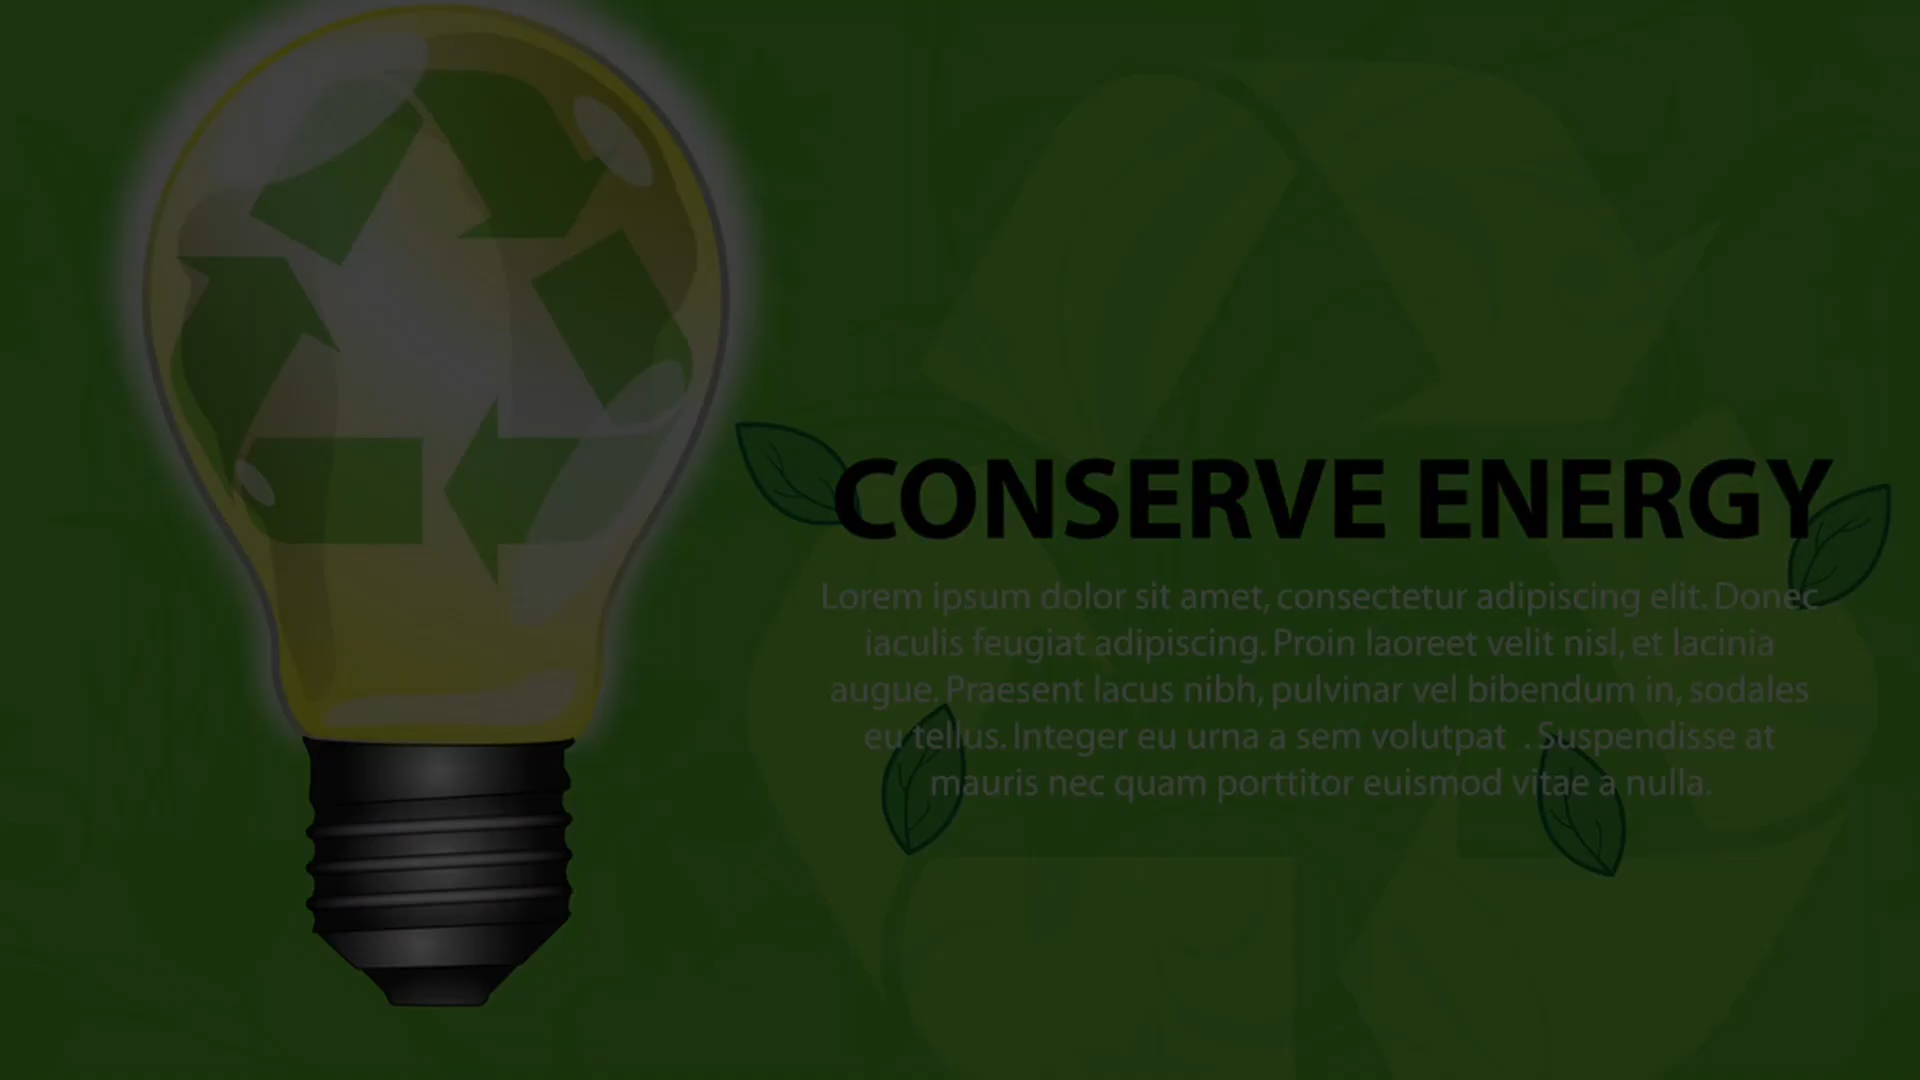 CONSERVE ENERGY
Lorem ipsum dolor sit amet, consectetur adipiscing elit. Donec
iaculis feugiat adipiscing. Proin laoreet velit nisl, et lacinia
augue. Praesent lacus nibh, pulvinar vel bibendum in, sodales
eu tellus. Integer eu urna a sem volutpat . Suspendisse at
mauris nec quam porttitor euismod vitae a nulla.